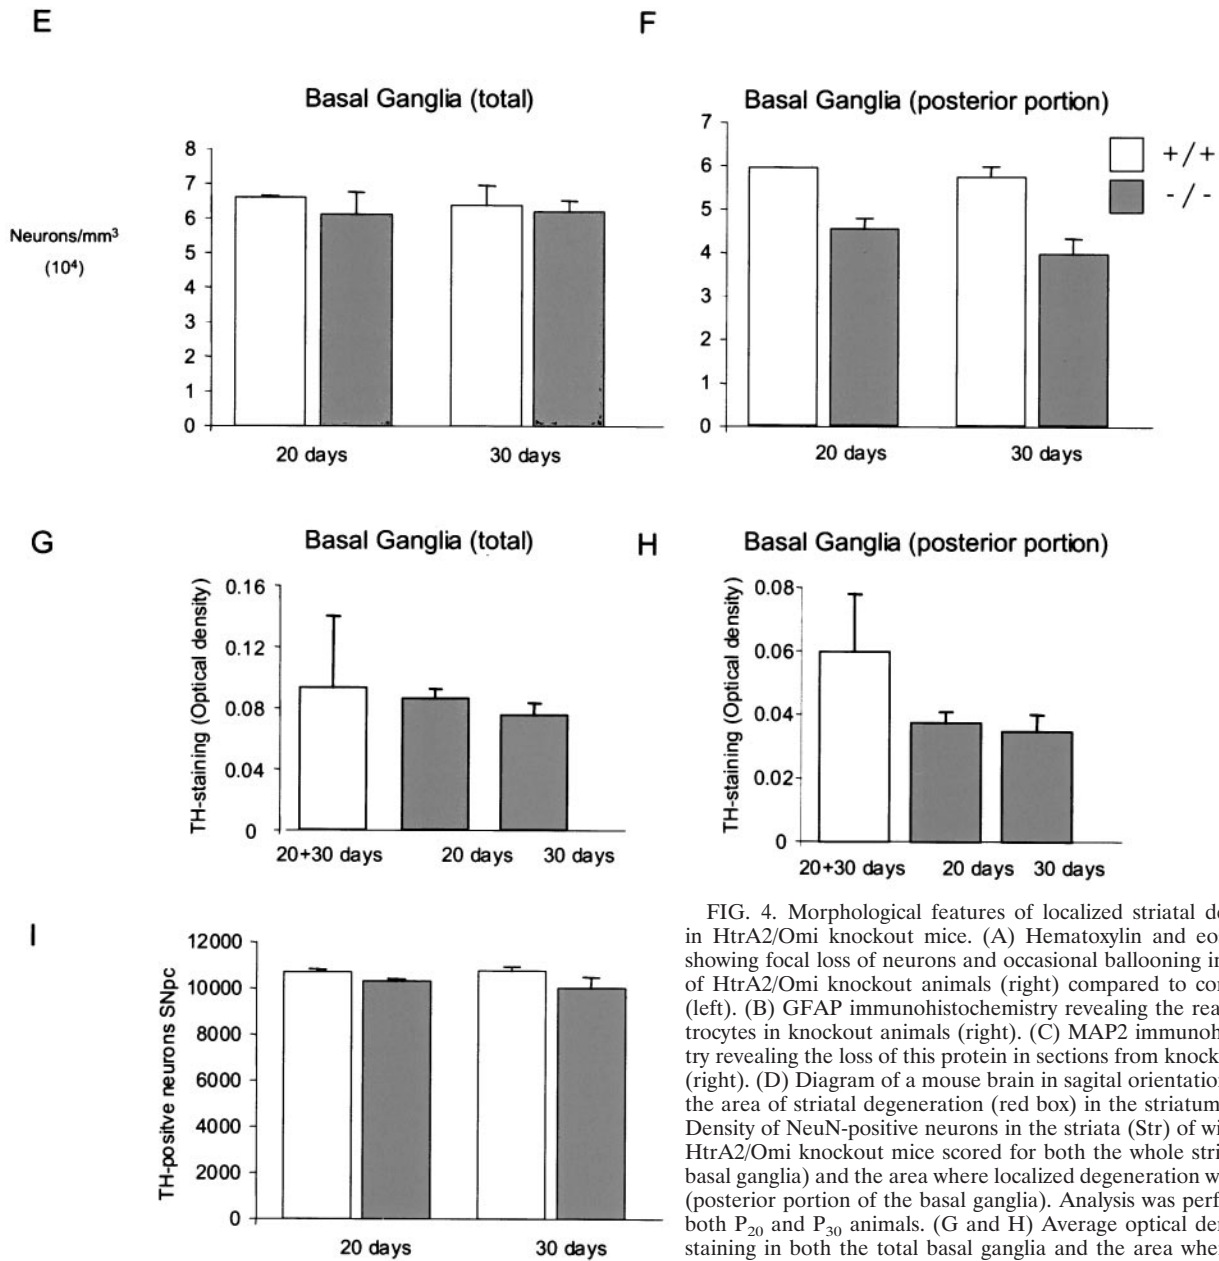 E
F
Basal Ganglia (total)
Basal Ganglia (posterior portion)
Neurons/mm³
(10⁴)
8
7
6
5
4
3
2
1
0
20 days
30 days
7
6
5
4
3
2
1
0
20 days
30 days
+/+
-/-
G
Basal Ganglia (total)
TH-staining (Optical density)
0.16
0.12
0.08
0.04
0
20+30 days
20 days
30 days
H
Basal Ganglia (posterior portion)
TH-staining (Optical density)
0.08
0.06
0.04
0.02
0
20+30 days
20 days
30 days
I
TH-positive neurons SNpc
12000
10000
8000
6000
4000
2000
0
20 days
30 days
FIG. 4. Morphological features of localized striatal de
in HtrA2/Omi knockout mice. (A) Hematoxylin and eo
showing focal loss of neurons and occasional ballooning in
of HtrA2/Omi knockout animals (right) compared to con
(left). (B) GFAP immunohistochemistry revealing the rea
trocytes in knockout animals (right). (C) MAP2 immunoh
try revealing the loss of this protein in sections from knock
(right). (D) Diagram of a mouse brain in sagital orientation
the area of striatal degeneration (red box) in the striatum
Density of NeuN-positive neurons in the striata (Str) of wi
HtrA2/Omi knockout mice scored for both the whole stri
basal ganglia) and the area where localized degeneration w
(posterior portion of the basal ganglia). Analysis was perf
both P₂₀ and P₃₀ animals. (G and H) Average optical der
staining in both the total basal ganglia and the area wher